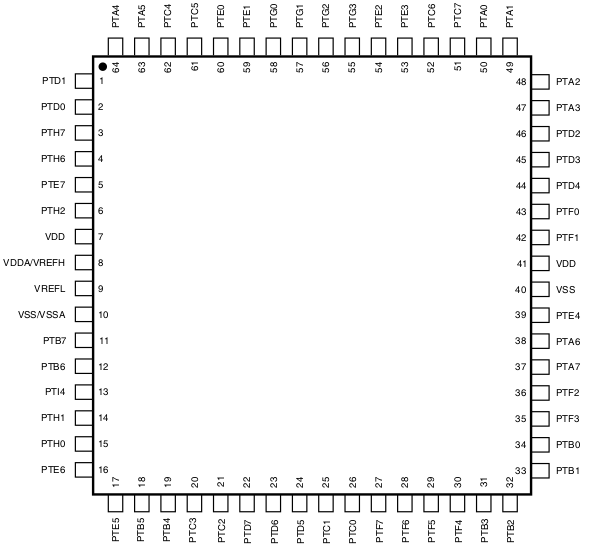 PTA4 PTA5 PTC4 PTC5 PTE0 PTE1 PTG0 PTG1 PTG2 PTG3 PTE2 PTE3 PTC6 PTC7 PTA0 PTA1
64 63 62 61 60 59 58 57 56 55 54 53 52 51 50 49
PTD1 1 48 PTA2
PTD0 2 47 PTA3
PTH7 3 46 PTD2
PTH6 4 45 PTD3
PTE7 5 44 PTD4
PTH2 6 43 PTF0
VDD 7 42 PTF1
VDDA/VREFH 8 41 VDD
VREFL 9 40 VSS
VSS/VSSA 10 39 PTE4
PTB7 11 38 PTA6
PTB6 12 37 PTA7
PTI4 13 36 PTF2
PTH1 14 35 PTF3
PTH0 15 34 PTB0
PTE6 16 33 PTB1
17 18 19 20 21 22 23 24 25 26 27 28 29 30 31 32
PTE5 PTB5 PTB4 PTC3 PTC2 PTD7 PTD6 PTD5 PTC1 PTC0 PTF7 PTF6 PTF5 PTF4 PTB3 PTB2